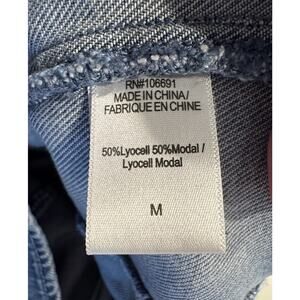 RN#106691
MADE IN CHINA/
FABRIQUE EN CHINE
50%Lyocell 50%Modal /
Lyocell Modal
M